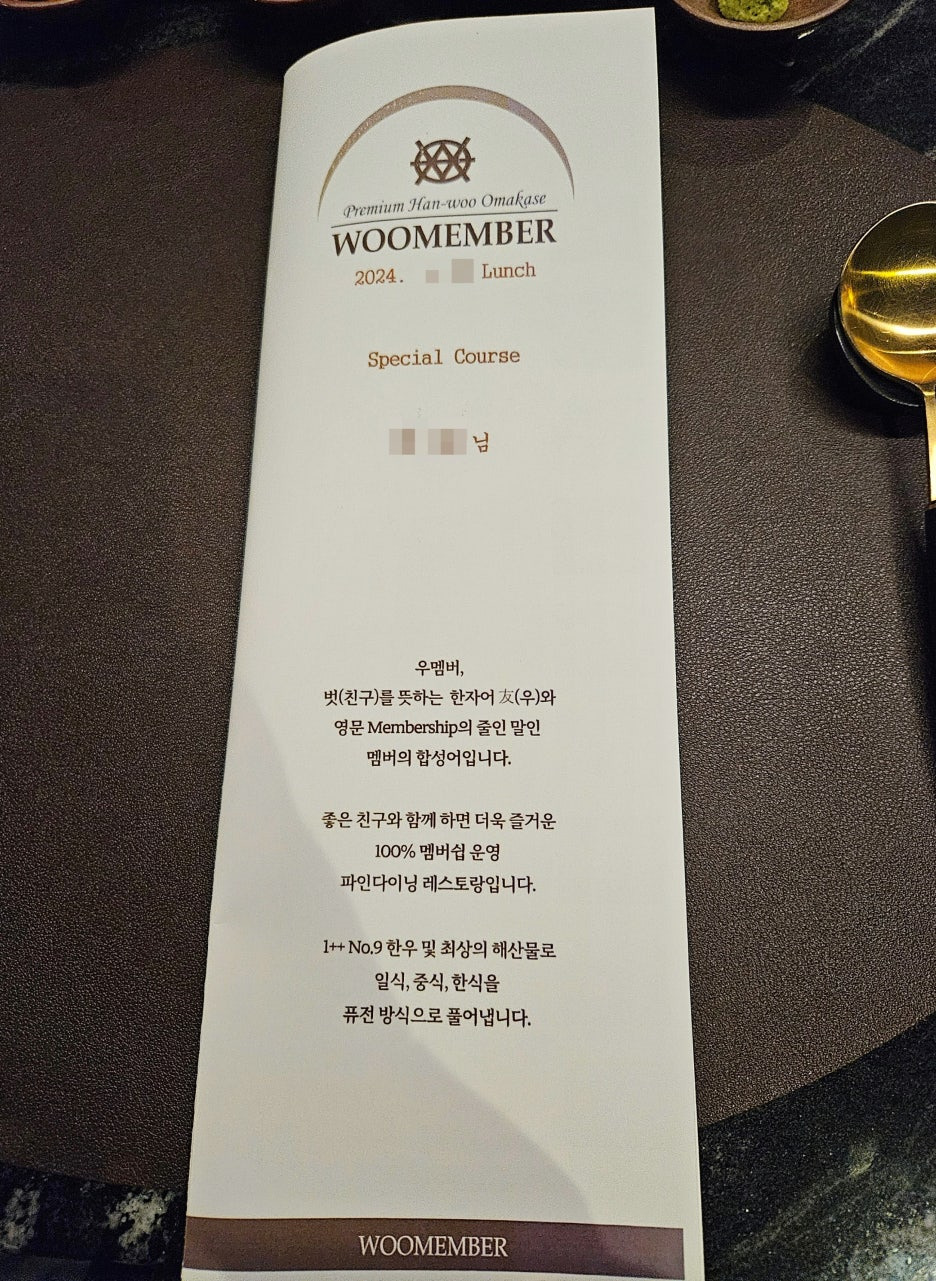 Premium Han-woo Omakase
WOOMEMBER
2024. Lunch
Special Course
님
우멤버,
벗(친구)를 뜻하는 한자어 友(우)와
영문 Membership의 줄인 말인
멤버의 합성어입니다.
좋은 친구와 함께 하면 더욱 즐거운
100% 멤버쉽 운영
파인다이닝 레스토랑입니다.
1++ No.9 한우 및 최상의 해산물로
일식, 중식, 한식을
퓨전 방식으로 풀어냅니다.
WOOMEMBER